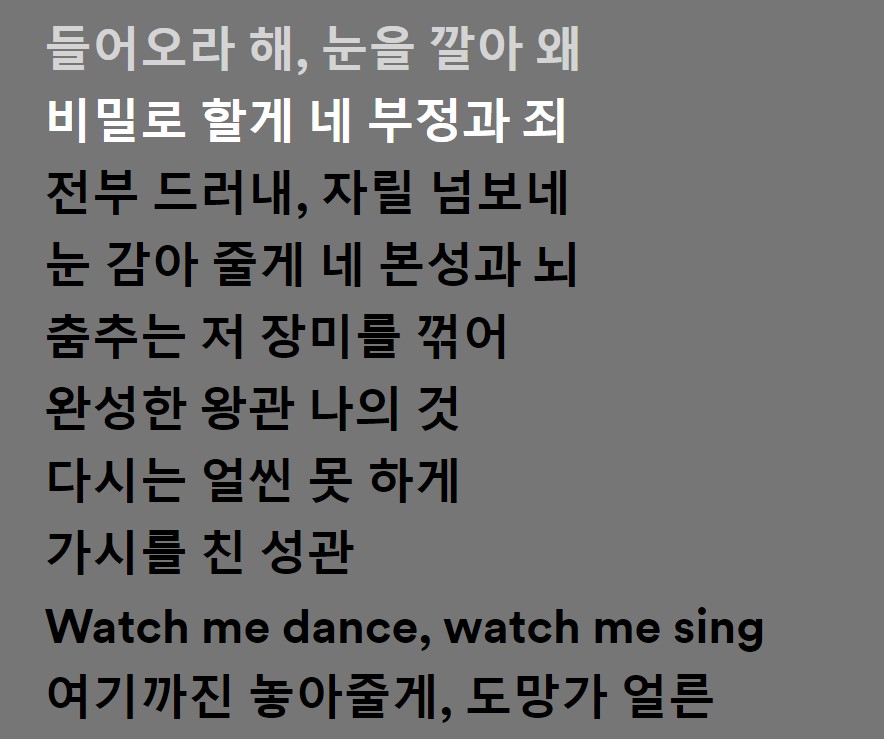 들어오라 해, 눈을 깔아 왜
비밀로 할게 네 부정과 죄
전부 드러내, 자릴 넘보네
눈 감아 줄게 네 본성과 뇌
춤추는 저 장미를 꺾어
완성한 왕관 나의 것
다시는 얼씬 못 하게
가시를 친 성관
Watch me dance, watch me sing
여기까진 놓아줄게, 도망가 얼른